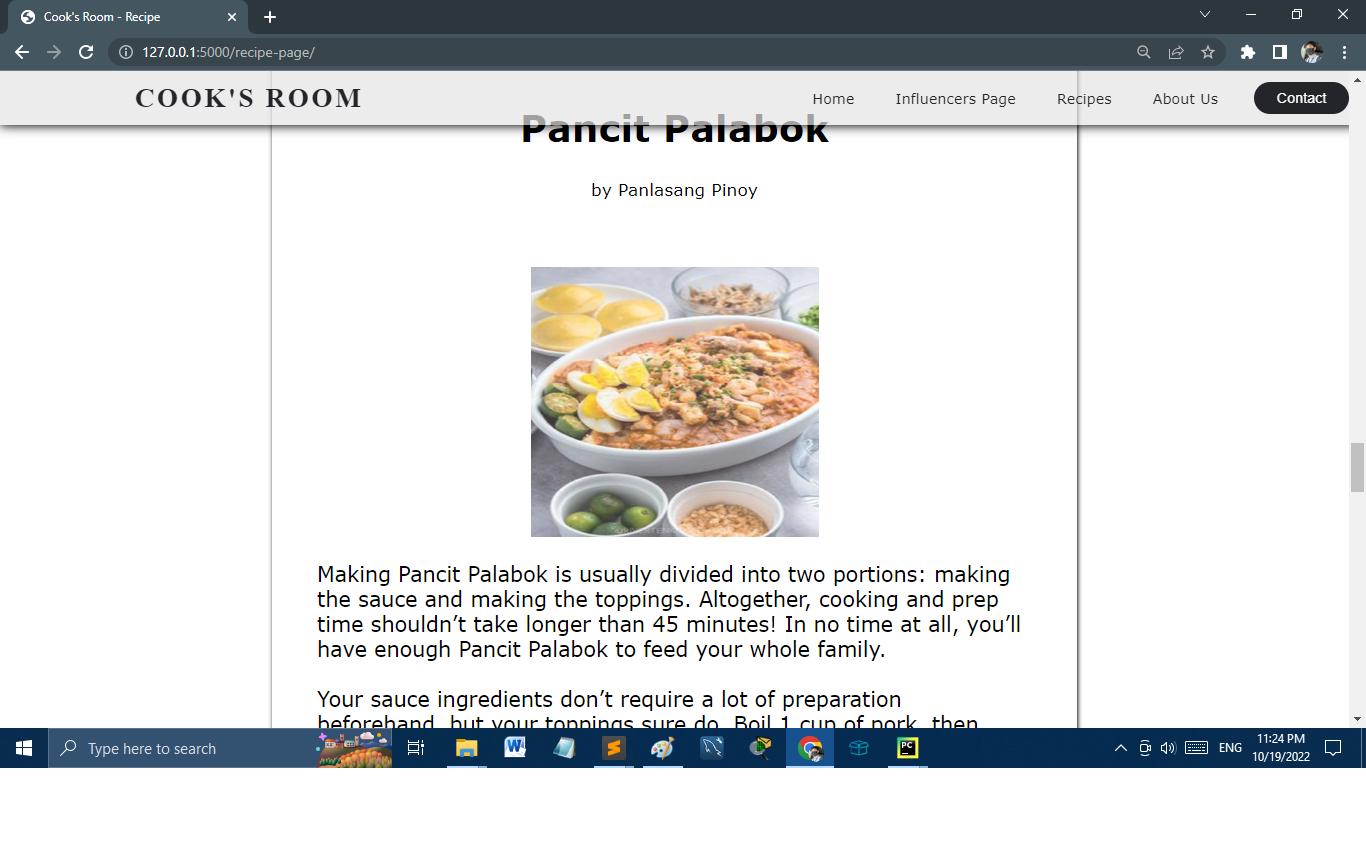 Cook's Room - Recipe
127.0.0.1:5000/recipe-page/
COOK'S ROOM
Home
Influencers Page
Recipes
About Us
Contact
Pancit Palabok
by Panlasang Pinoy
Making Pancit Palabok is usually divided into two portions: making
the sauce and making the toppings. Altogether, cooking and prep
time shouldn’t take longer than 45 minutes! In no time at all, you’ll
have enough Pancit Palabok to feed your whole family.
Your sauce ingredients don’t require a lot of preparation
beforehand, but your toppings sure do. Boil 1 cup of pork, then
Type here to search
W
PC
ENG
11:24 PM
10/19/2022